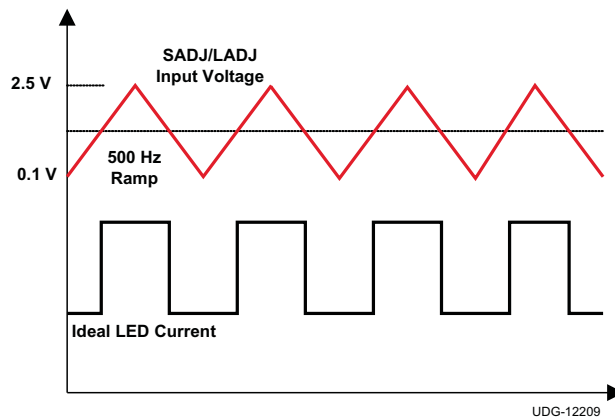 SADJ/LADJ
Input Voltage
2.5 V
500 Hz
Ramp
0.1 V
Ideal LED Current
UDG-12209